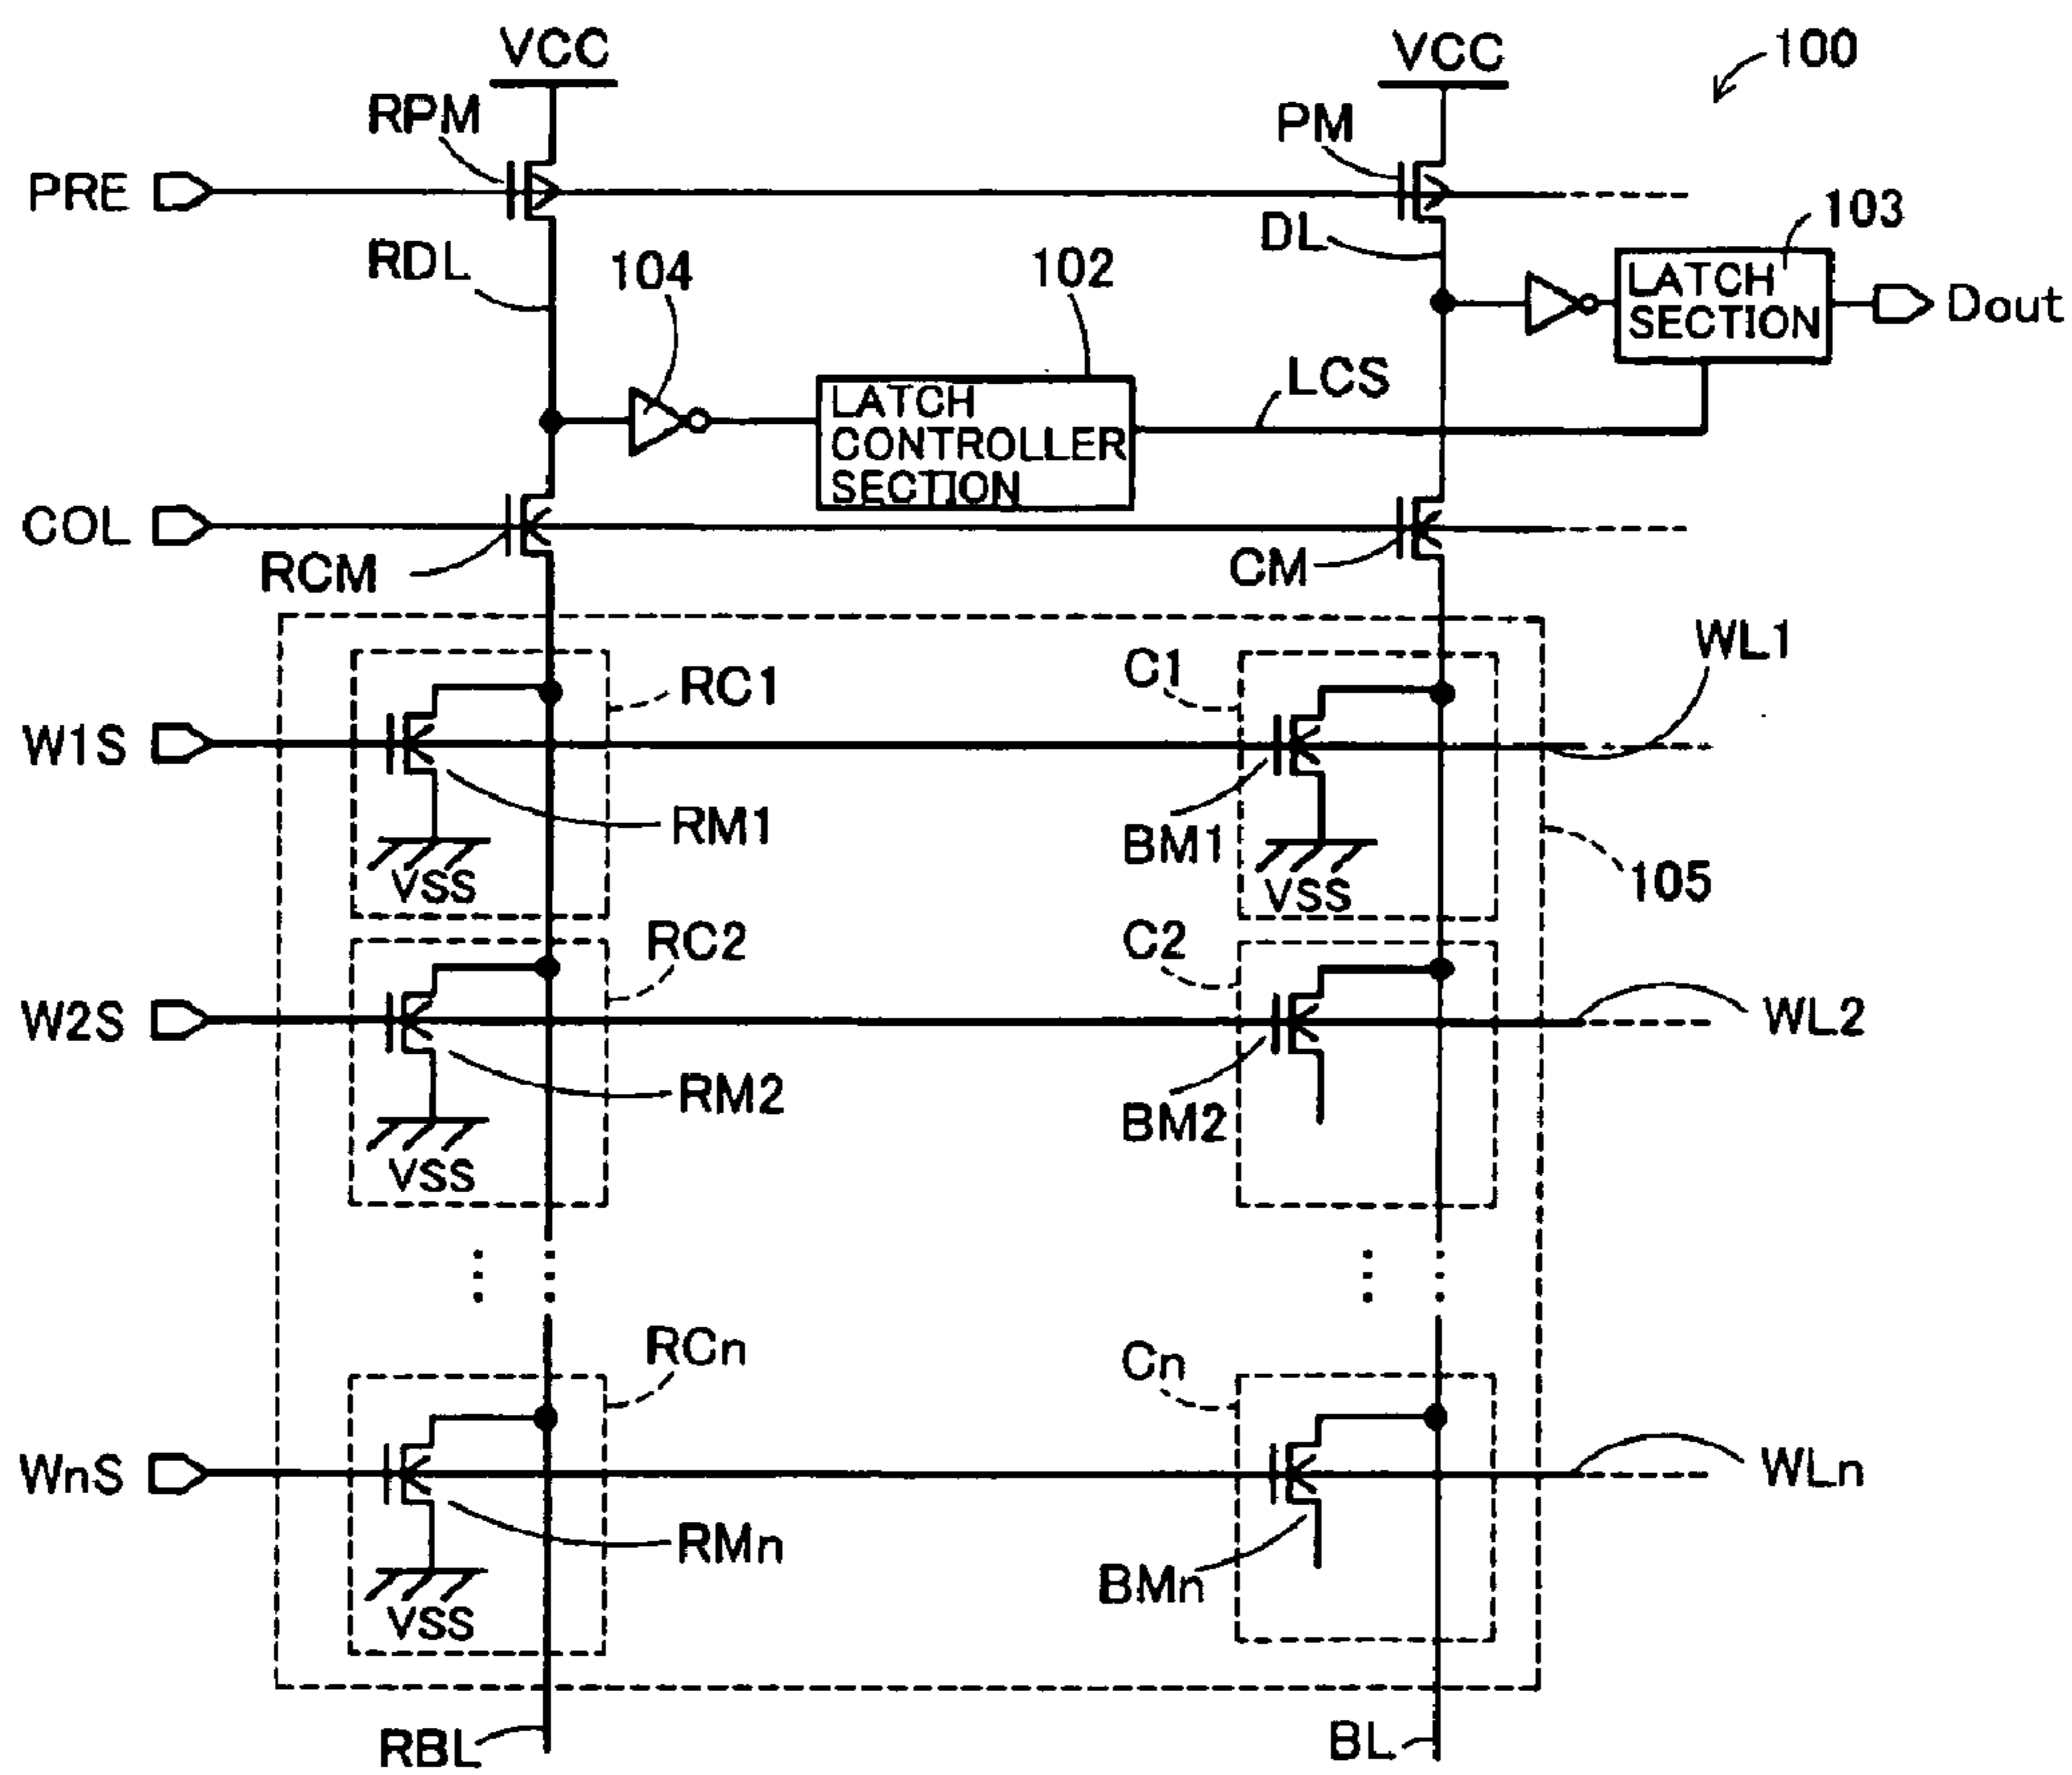 VCC
VCC
100
RPM
PM
PRE
103
RDL
104
102
DL
LATCH
SECTION
Dout
LATCH
CONTROLLER
SECTION
LCS
COL
RCM
CM
RC1
C1
WL1
W1S
RM1
BM1
VSS
VSS
105
RC2
C2
W2S
WL2
RM2
BM2
VSS
RCn
Cn
WnS
WLn
RMn
BMn
VSS
RBL
BL